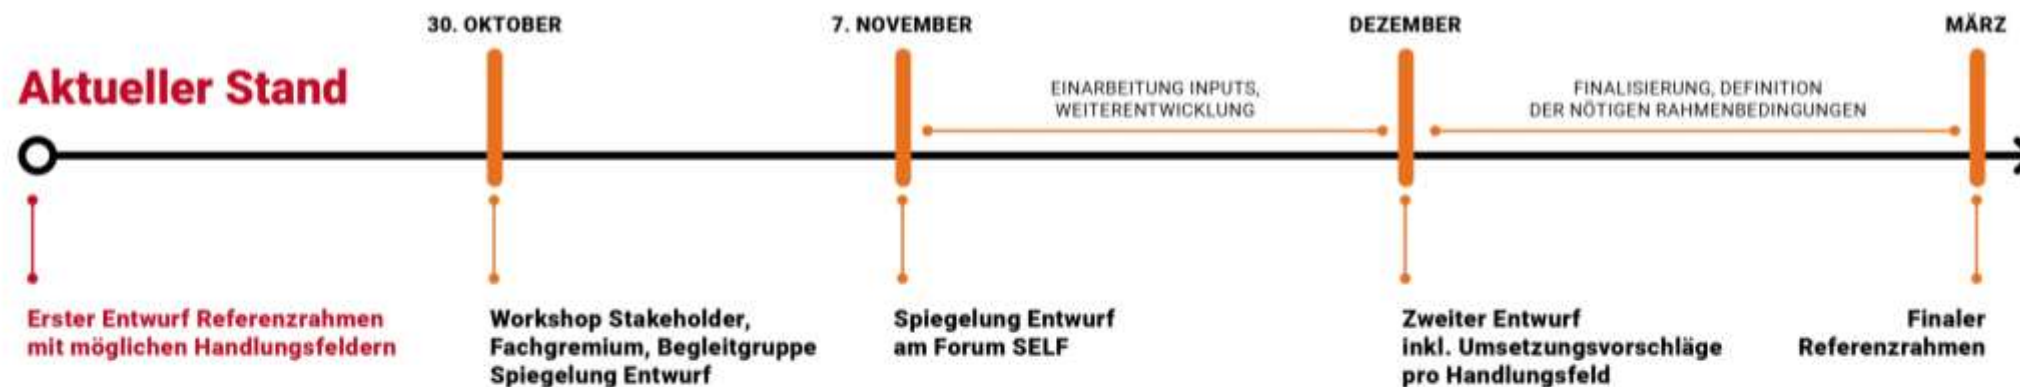 30. OKTOBER
7. NOVEMBER
DEZEMBER
MÄRZ
Aktueller Stand
EINARBEITUNG INPUTS,
WEITERENTWICKLUNG
FINALISIERUNG, DEFINITION
DER NÖTIGEN RAHMENBEDINGUNGEN
Erster Entwurf Referenzrahmen
mit möglichen Handlungsfeldern
Workshop Stakeholder,
Fachgremium, Begleitgruppe
Spiegelung Entwurf
Spiegelung Entwurf
am Forum SELF
Zweiter Entwurf
inkl. Umsetzungsvorschläge
pro Handlungsfeld
Finaler
Referenzrahmen